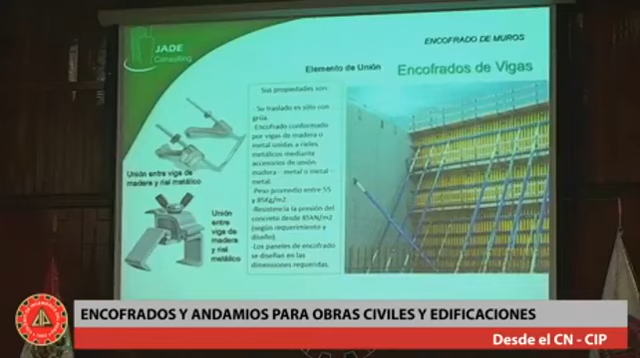 JADE
Consulting
ENCOFRADO DE MUROS
Elemento de Unión
Encofrados de Vigas
Sus propiedades son:
- Su traslado es sólo con
grúa.
-Encofrado conformado
por vigas de madera o
metal unidas a rieles
metálicos mediante
accesorios de unión
madera – metal o metal -
metal.
-Peso promedio entre 55
y 85Kg/m2
-Resistencia la presión del
concreto desde 85kN/m2
(según requerimiento y
diseño)
-Los paneles de encofrado
se diseñan en las
dimensiones requeridas.
Unión entre viga de
madera y riel metálico
Unión
entre
viga de
madera
y riel
metálico
ENCOFRADOS Y ANDAMIOS PARA OBRAS CIVILES Y EDIFICACIONES
Desde el CN - CIP